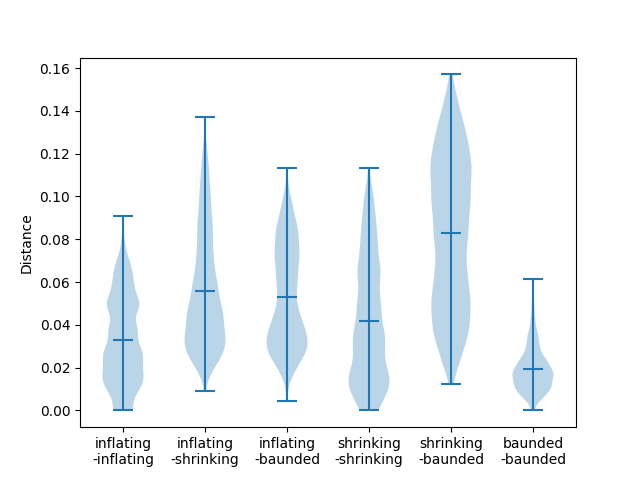 0.16
0.14
0.12
0.10
0.08
0.06
0.04
0.02
0.00
Distance
inflating
-inflating
inflating
-shrinking
inflating
-baunded
shrinking
-shrinking
shrinking
-baunded
baunded
-baunded